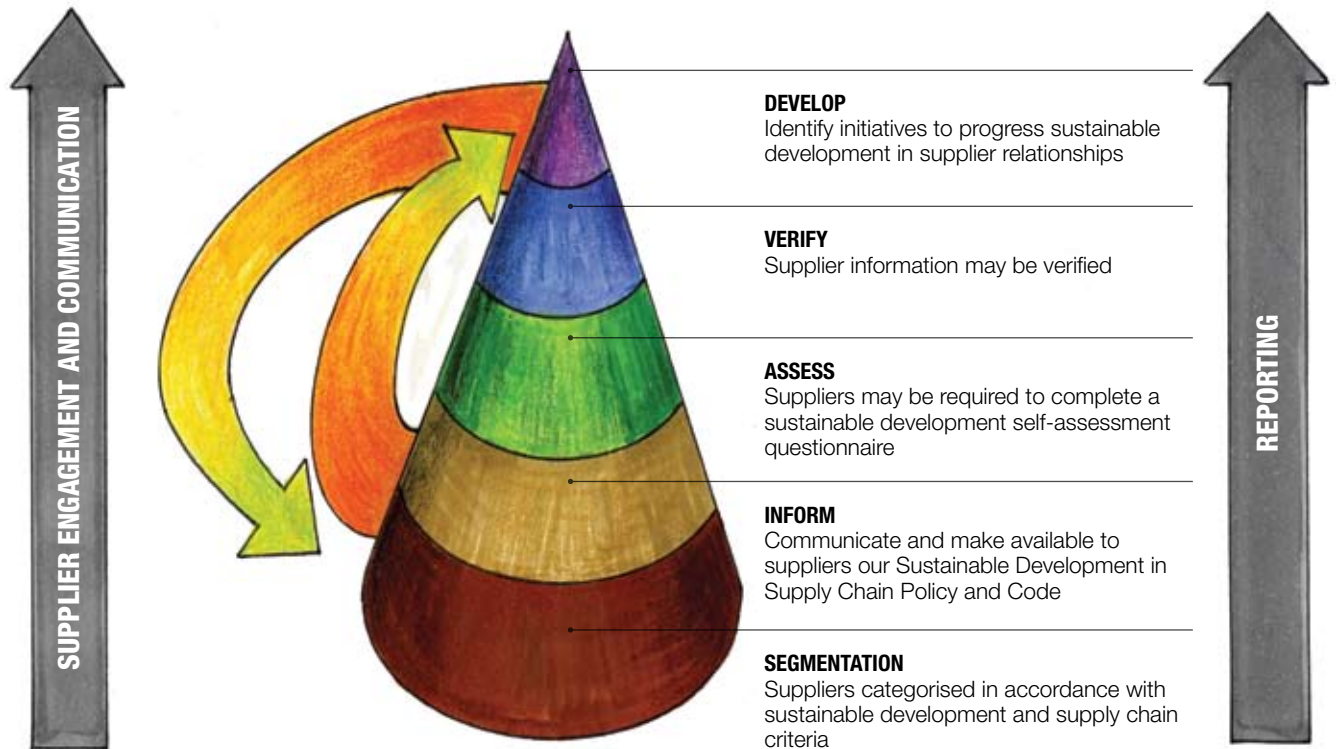 SUPPLIER ENGAGEMENT AND COMMUNICATION
DEVELOP
Identify initiatives to progress sustainable
development in supplier relationships
VERIFY
Supplier information may be verified
ASSESS
Suppliers may be required to complete a
sustainable development self-assessment
questionnaire
INFORM
Communicate and make available to
suppliers our Sustainable Development in
Supply Chain Policy and Code
SEGMENTATION
Suppliers categorised in accordance with
sustainable development and supply chain
criteria
REPORTING